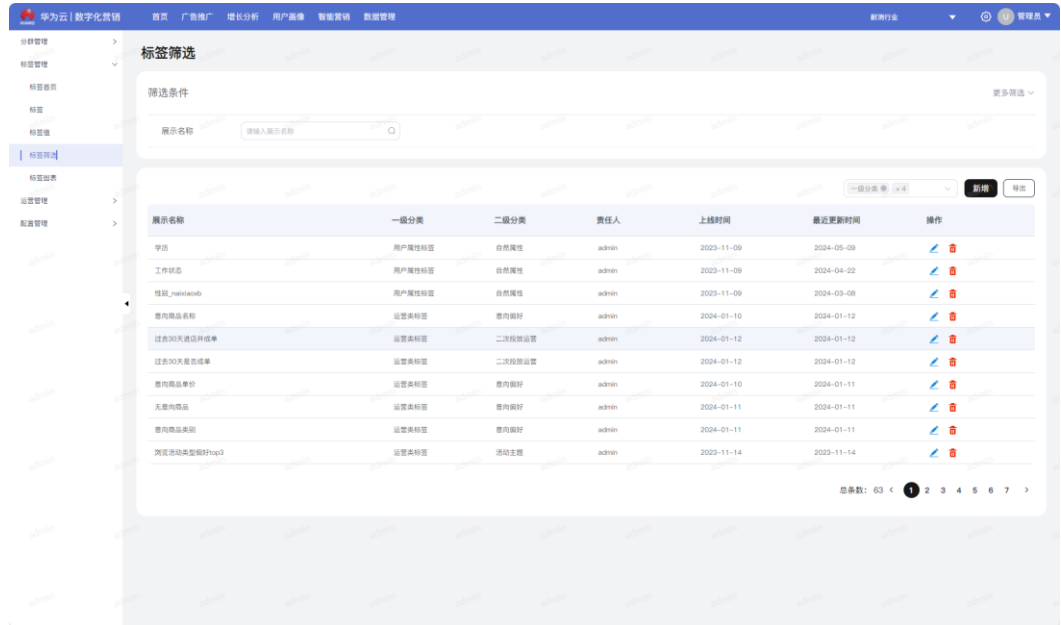 华为云 | 数字化营销 首页 广告推广 增长分析 用户画像 智能营销 数据管理 耐消行业 U 管理员
分群管理
标签管理
标签首页
标签
标签值
标签筛选
标签图表
运营管理
配置管理
标签筛选
筛选条件 更多筛选
展示名称 请输入展示名称
一级分类 + 4 新增 导出
展示名称 一级分类 二级分类 责任人 上线时间 最近更新时间 操作
学历 用户属性标签 自然属性 admin 2023-11-09 2024-05-09
工作状态 用户属性标签 自然属性 admin 2023-11-09 2024-04-22
性别_naixiaoxb 用户属性标签 自然属性 admin 2023-11-09 2024-03-08
意向商品名称 运营类标签 意向偏好 admin 2024-01-10 2024-01-12
过去30天进店并成单 运营类标签 二次投放运营 admin 2024-01-12 2024-01-12
过去30天是否成单 运营类标签 二次投放运营 admin 2024-01-12 2024-01-12
意向商品单价 运营类标签 意向偏好 admin 2024-01-10 2024-01-11
无意向商品 运营类标签 意向偏好 admin 2024-01-11 2024-01-11
意向商品类别 运营类标签 意向偏好 admin 2024-01-11 2024-01-11
浏览活动类型偏好top3 运营类标签 活动主题 admin 2023-11-14 2023-11-14
总条数： 63 < 1 2 3 4 5 6 7 >